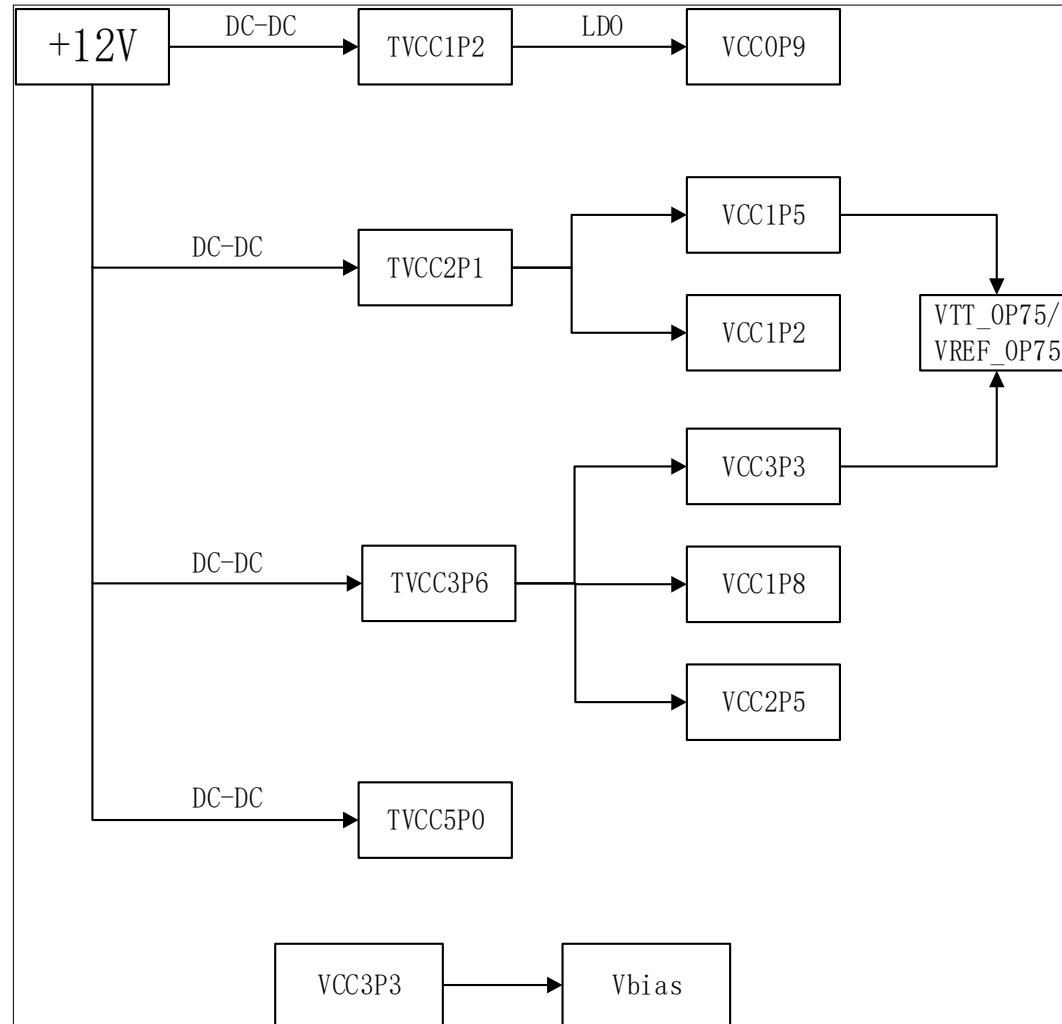 +12V
DC-DC
TVCC1P2
LDO
VCC0P9
VCC1P5
DC-DC
TVCC2P1
VTT_0P75/
VREF_0P75
VCC1P2
VCC3P3
DC-DC
TVCC3P6
VCC1P8
VCC2P5
DC-DC
TVCC5P0
VCC3P3
Vbias